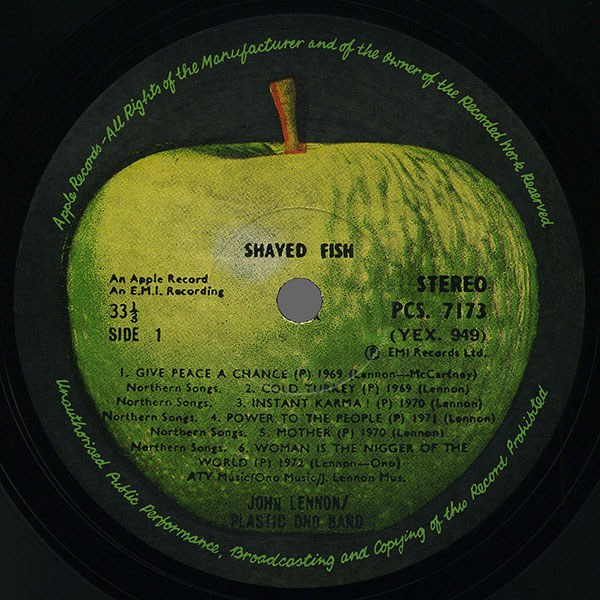 Apple Records - All Rights of the Manufacturer and of the Owner of the Recorded Work Reserved
SHAVED FISH
An Apple Record
An E.M.I. Recording
33⅓
SIDE 1
STEREO
PCS. 7173
(YEX. 949)
Ⓟ EMI Records Ltd.
1. GIVE PEACE A CHANCE (P) 1969 (Lennon—McCartney)
Northern Songs. 2. COLD TURKEY (P) 1969 (Lennon)
Northern Songs. 3. INSTANT KARMA! (P) 1970 (Lennon)
Northern Songs. 4. POWER TO THE PEOPLE (P) 1971 (Lennon)
Northern Songs. 5. MOTHER (P) 1970 (Lennon)
Northern Songs. 6. WOMAN IS THE NIGGER OF THE
WORLD (P) 1972 (Lennon—Ono)
ATV Music/Ono Music/J. Lennon Mus.
JOHN LENNON/
PLASTIC ONO BAND
Unauthorised Public Performance, Broadcasting and Copying of this Record Prohibited